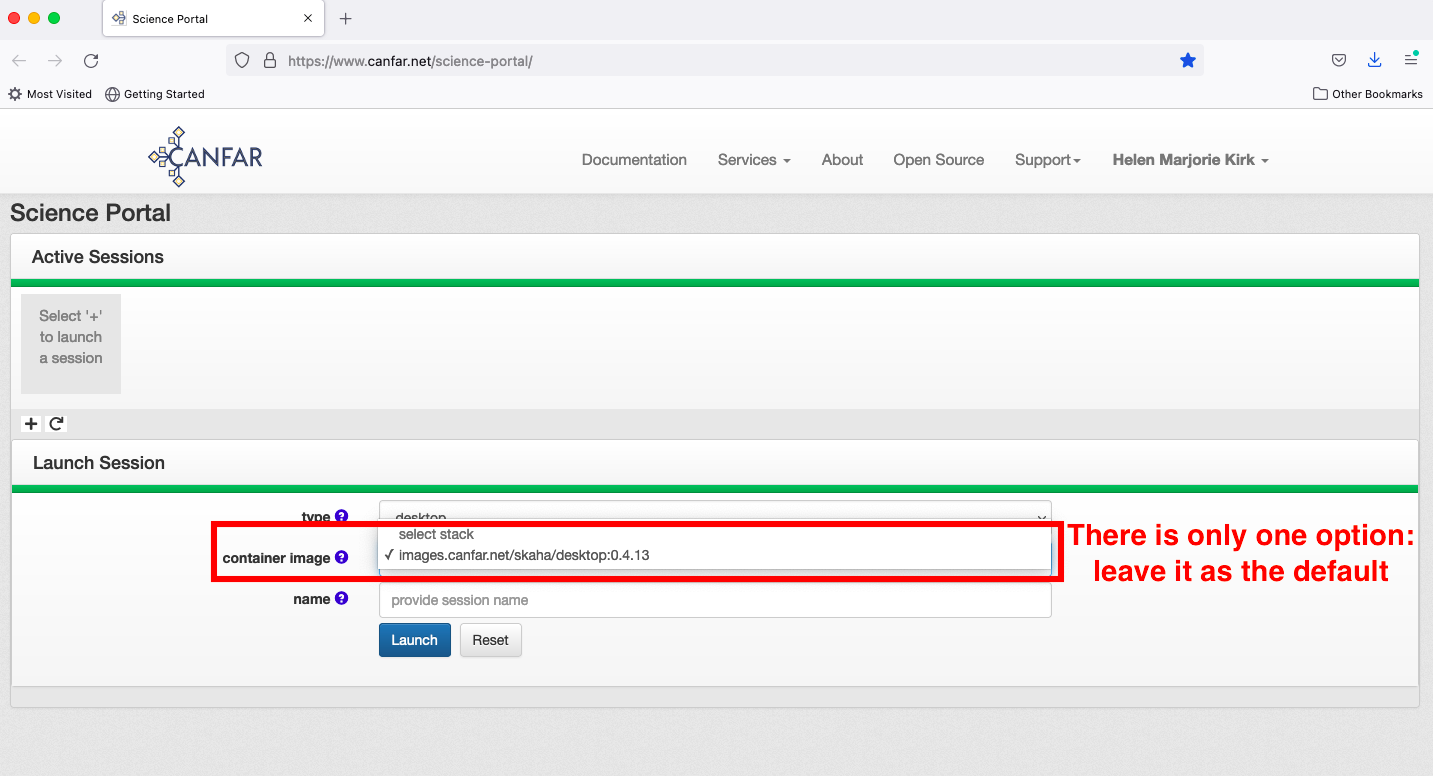 Science Portal
https://www.canfar.net/science-portal/
Most Visited Getting Started Other Bookmarks
CANFAR
Documentation Services About Open Source Support Helen Marjorie Kirk
Science Portal
Active Sessions
Select '+'
to launch
a session
Launch Session
type desktop
select stack
container image images.canfar.net/skaha/desktop:0.4.13
There is only one option:
leave it as the default
name provide session name
Launch Reset